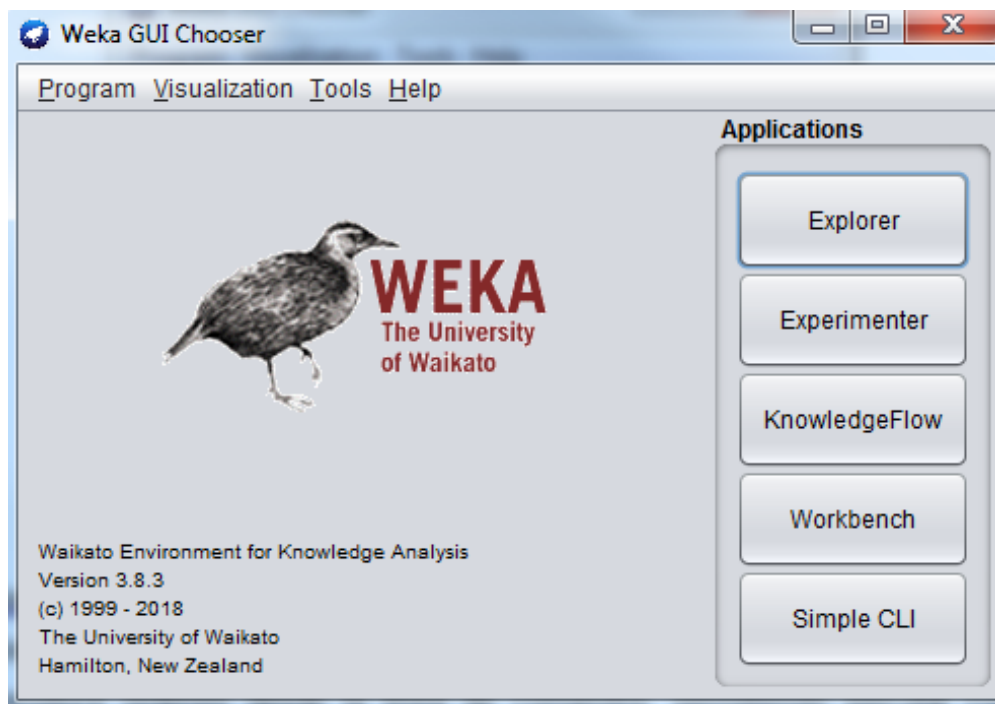 Weka GUI Chooser
Program Visualization Tools Help
Applications
Explorer
Experimenter
KnowledgeFlow
Workbench
Simple CLI
WEKA
The University
of Waikato
Waikato Environment for Knowledge Analysis
Version 3.8.3
(c) 1999 - 2018
The University of Waikato
Hamilton, New Zealand